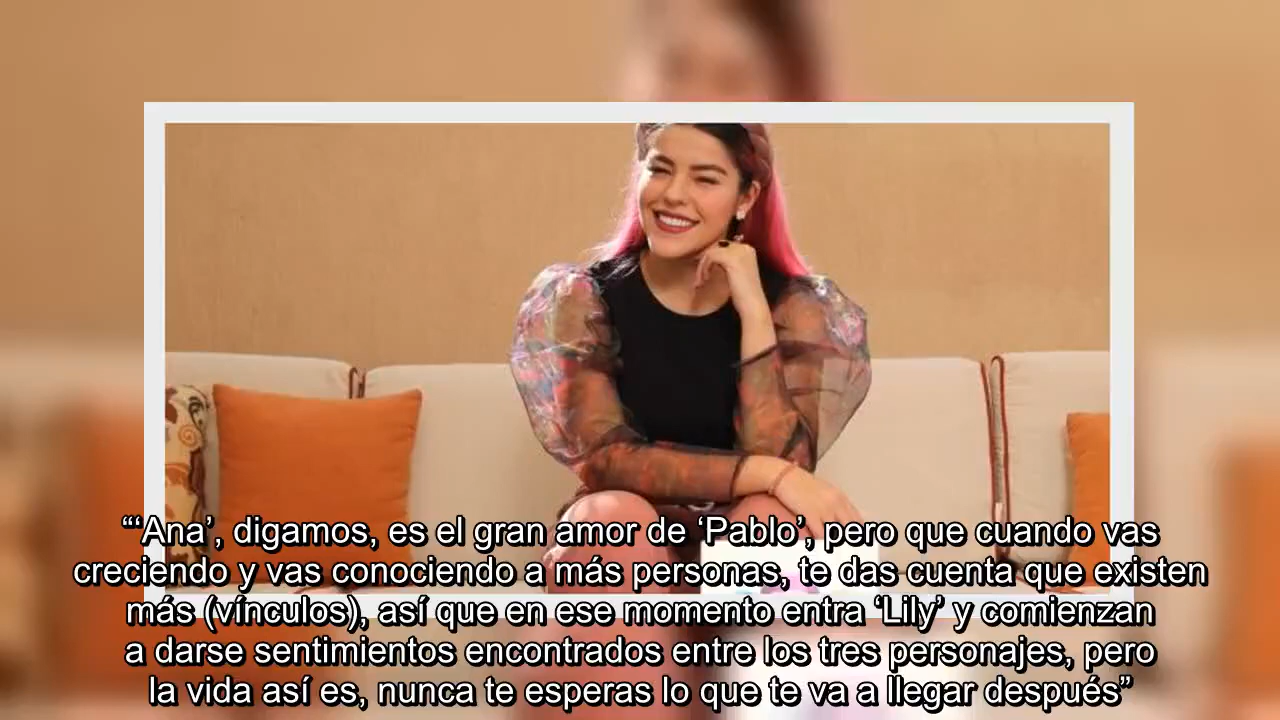 “‘Ana’, digamos, es el gran amor de ‘Pablo’, pero que cuando vas
creciendo y vas conociendo a más personas, te das cuenta que existen
más (vínculos), así que en ese momento entra ‘Lily’ y comienzan
a darse sentimientos encontrados entre los tres personajes, pero
la vida así es, nunca te esperas lo que te va a llegar después”